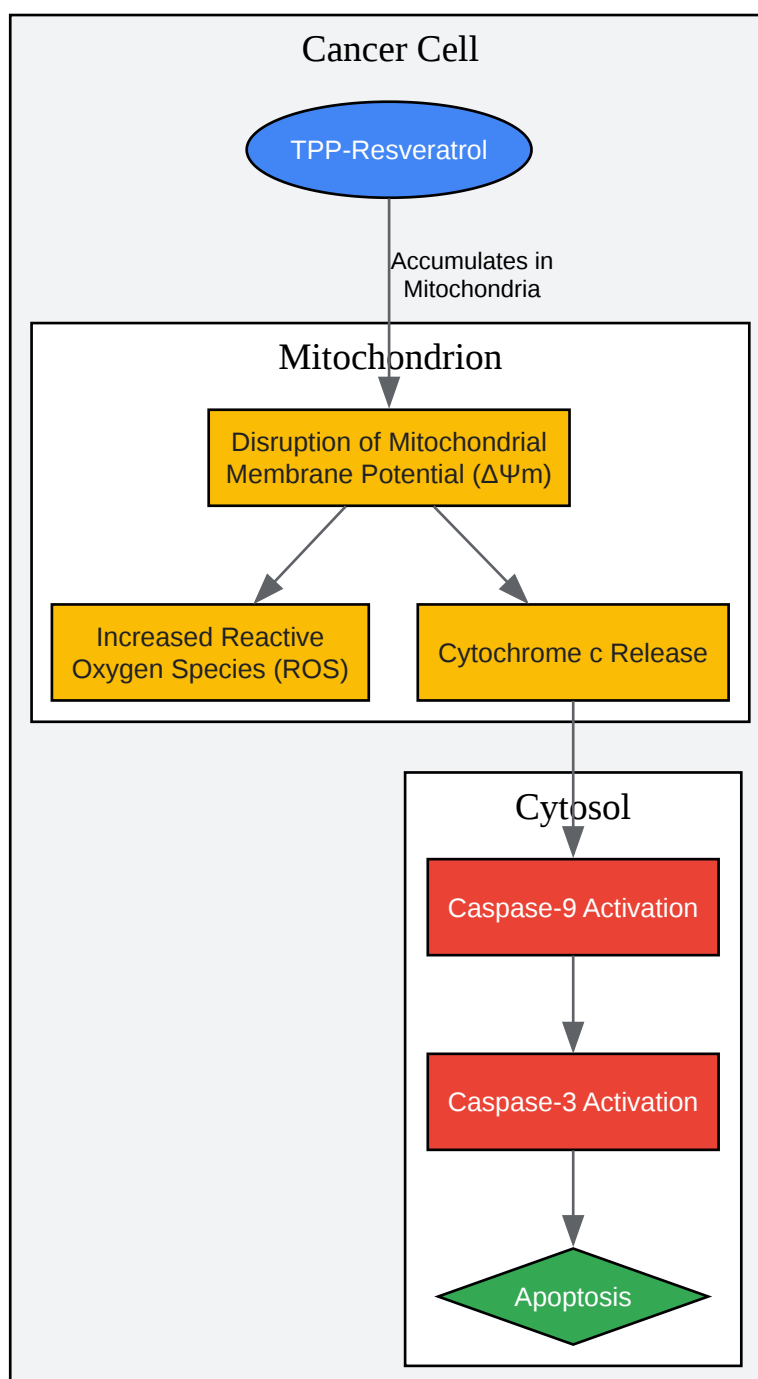 Cancer Cell
TPP-Resveratrol
Accumulates in
Mitochondria
Mitochondrion
Disruption of Mitochondrial
Membrane Potential (ΔΨm)
Increased Reactive
Oxygen Species (ROS)
Cytochrome c Release
Cytosol
Caspase-9 Activation
Caspase-3 Activation
Apoptosis